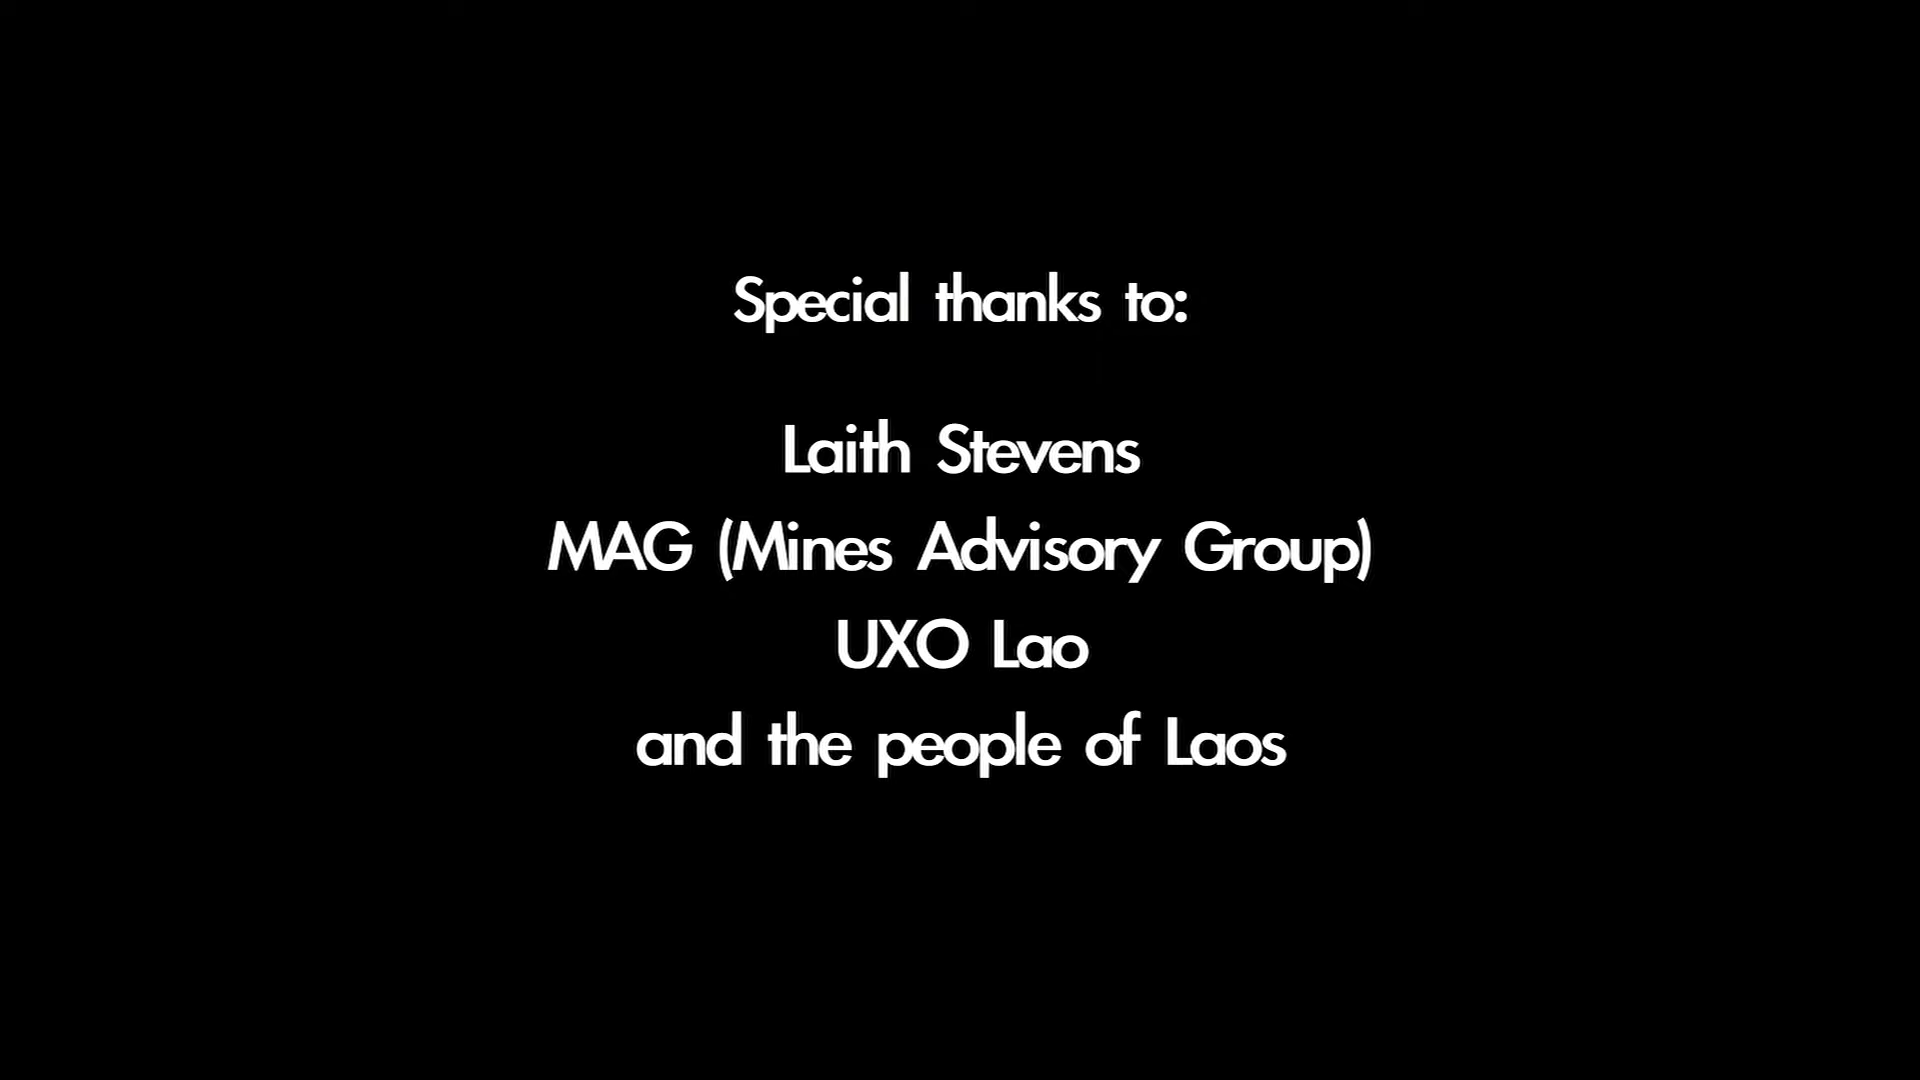 Special thanks to:
Laith Stevens
MAG (Mines Advisory Group)
UXO Lao
and the people of Laos